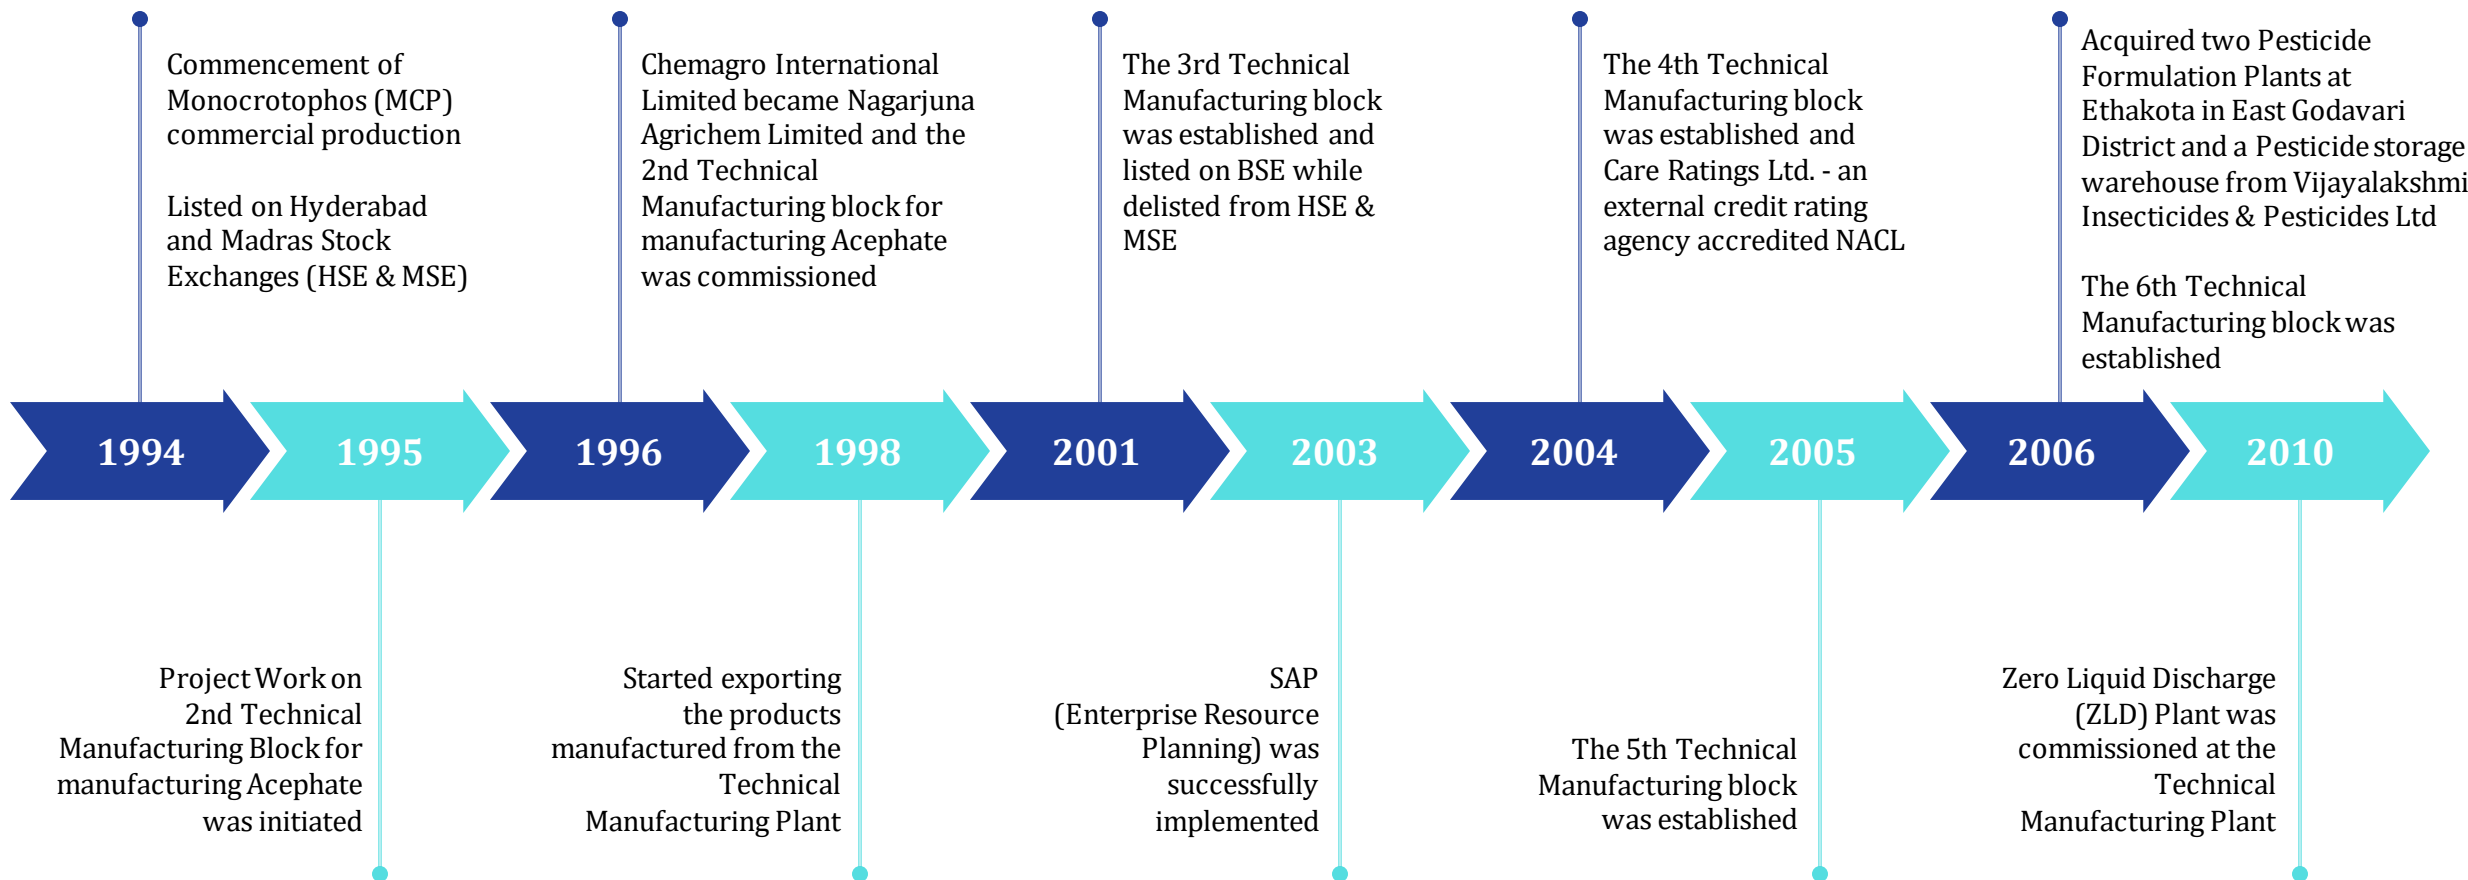 Commencement of
Monocrotophos (MCP)
commercial production
Listed on Hyderabad
and Madras Stock
Exchanges (HSE & MSE)
Chemagro International
Limited became Nagarjuna
Agrichem Limited and the
2nd Technical
Manufacturing block for
manufacturing Acephate
was commissioned
The 3rd Technical
Manufacturing block
was established and
listed on BSE while
delisted from HSE &
MSE
The 4th Technical
Manufacturing block
was established and
Care Ratings Ltd. - an
external credit rating
agency accredited NACL
Acquired two Pesticide
Formulation Plants at
Ethakota in East Godavari
District and a Pesticide storage
warehouse from Vijayalakshmi
Insecticides & Pesticides Ltd
The 6th Technical
Manufacturing block was
established
1994
1995
1996
1998
2001
2003
2004
2005
2006
2010
Project Work on
2nd Technical
Manufacturing Block for
manufacturing Acephate
was initiated
Started exporting
the products
manufactured from the
Technical
Manufacturing Plant
SAP
(Enterprise Resource
Planning) was
successfully
implemented
The 5th Technical
Manufacturing block
was established
Zero Liquid Discharge
(ZLD) Plant was
commissioned at the
Technical
Manufacturing Plant